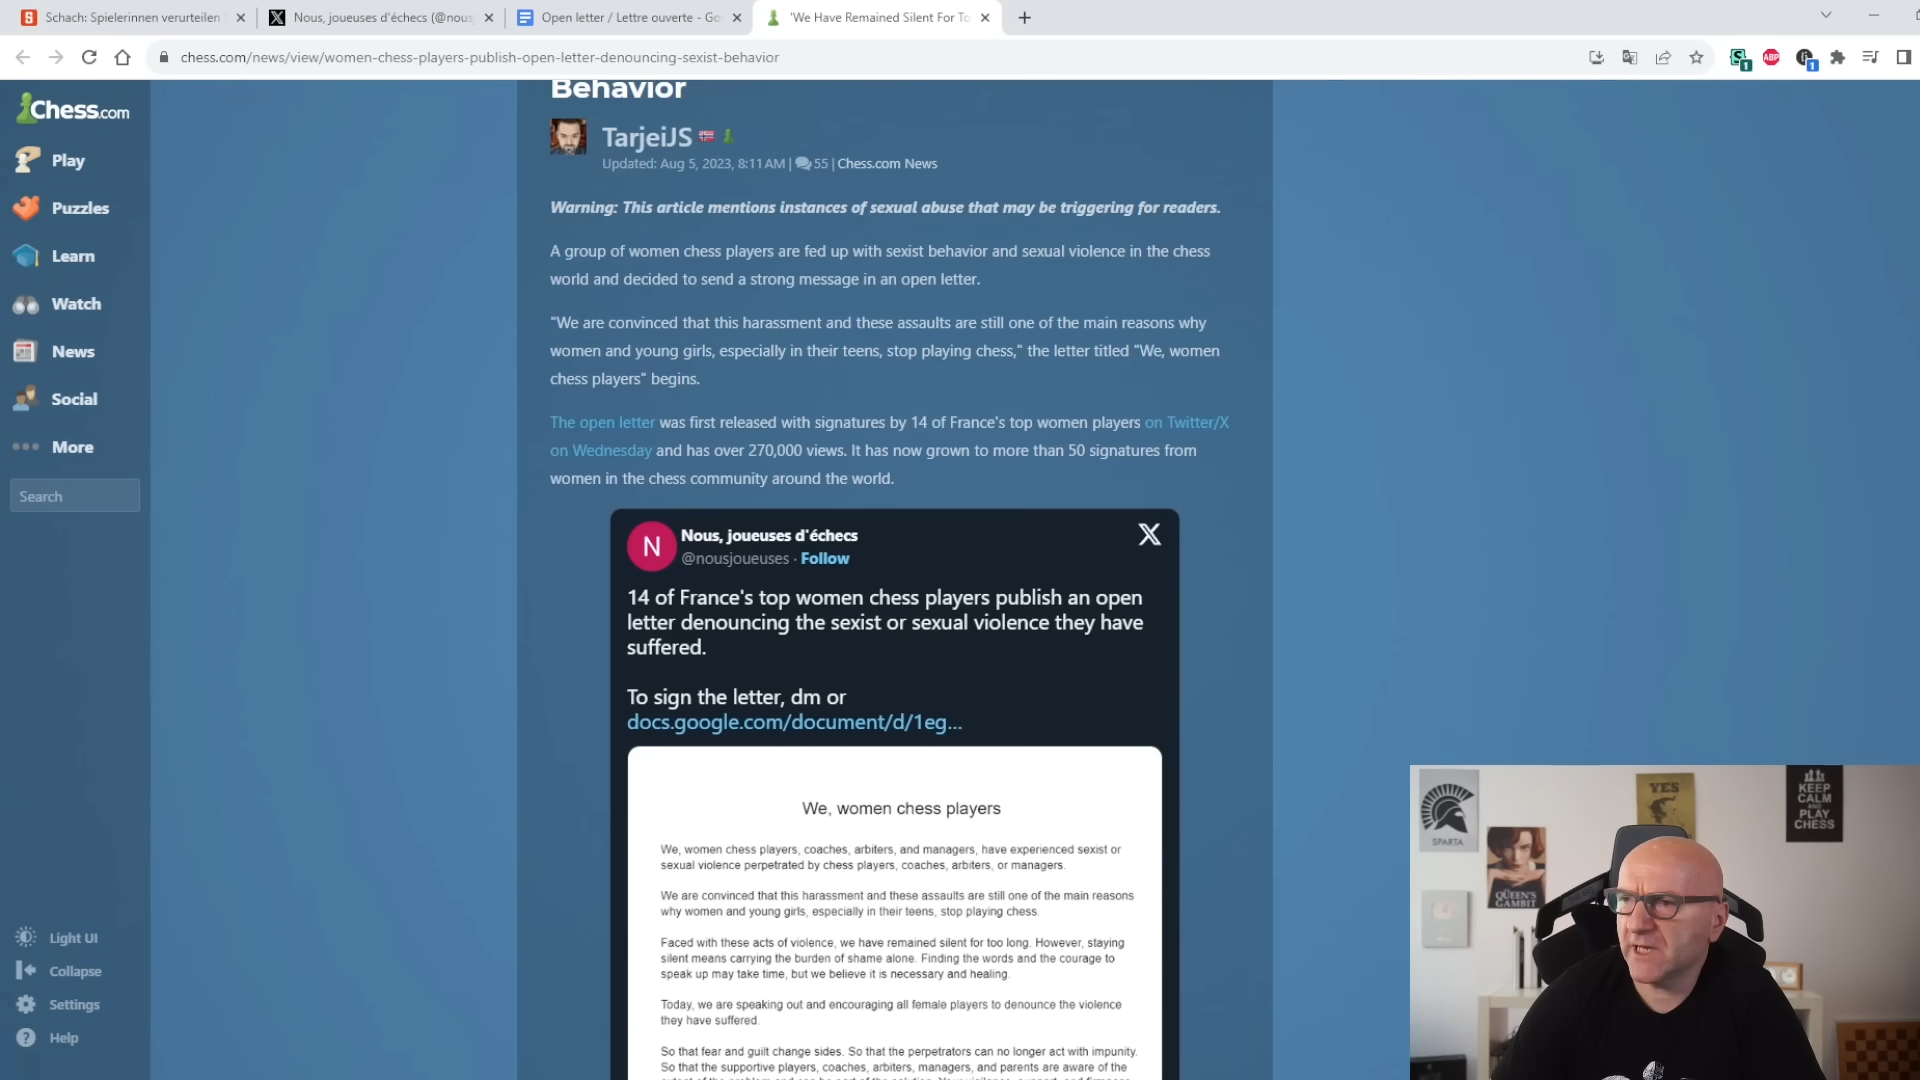 Schach: Spielerinnen verurteilen
Nous, joueuses d'échecs (@nous
Open letter / Lettre ouverte - Go
'We Have Remained Silent For To
chess.com/news/view/women-chess-players-publish-open-letter-denouncing-sexist-behavior
Chess.com
Play
Puzzles
Learn
Watch
News
Social
More
Search
Light UI
Collapse
Settings
Help
Behavior
TarjeiJS
Updated: Aug 5, 2023, 8:11 AM | 55 | Chess.com News
Warning: This article mentions instances of sexual abuse that may be triggering for readers.
A group of women chess players are fed up with sexist behavior and sexual violence in the chess
world and decided to send a strong message in an open letter.
"We are convinced that this harassment and these assaults are still one of the main reasons why
women and young girls, especially in their teens, stop playing chess," the letter titled "We, women
chess players" begins.
The open letter was first released with signatures by 14 of France's top women players on Twitter/X
on Wednesday and has over 270,000 views. It has now grown to more than 50 signatures from
women in the chess community around the world.
N
Nous, joueuses d'échecs
@nousjoueuses · Follow
14 of France's top women chess players publish an open
letter denouncing the sexist or sexual violence they have
suffered.
To sign the letter, dm or
docs.google.com/document/d/1eg...
We, women chess players
We, women chess players, coaches, arbiters, and managers, have experienced sexist or
sexual violence perpetrated by chess players, coaches, arbiters, or managers.
We are convinced that this harassment and these assaults are still one of the main reasons
why women and young girls, especially in their teens, stop playing chess.
Faced with these acts of violence, we have remained silent for too long. However, staying
silent means carrying the burden of shame alone. Finding the words and the courage to
speak up may take time, but we believe it is necessary and healing.
Today, we are speaking out and encouraging all female players to denounce the violence
they have suffered.
So that fear and guilt change sides. So that the perpetrators can no longer act with impunity.
So that the supportive players, coaches, arbiters, managers, and parents are aware of the
SPARTA
YES
KEEP
CALM
AND
PLAY
CHESS
THE
QUEEN'S
GAMBIT
ABP
1
1